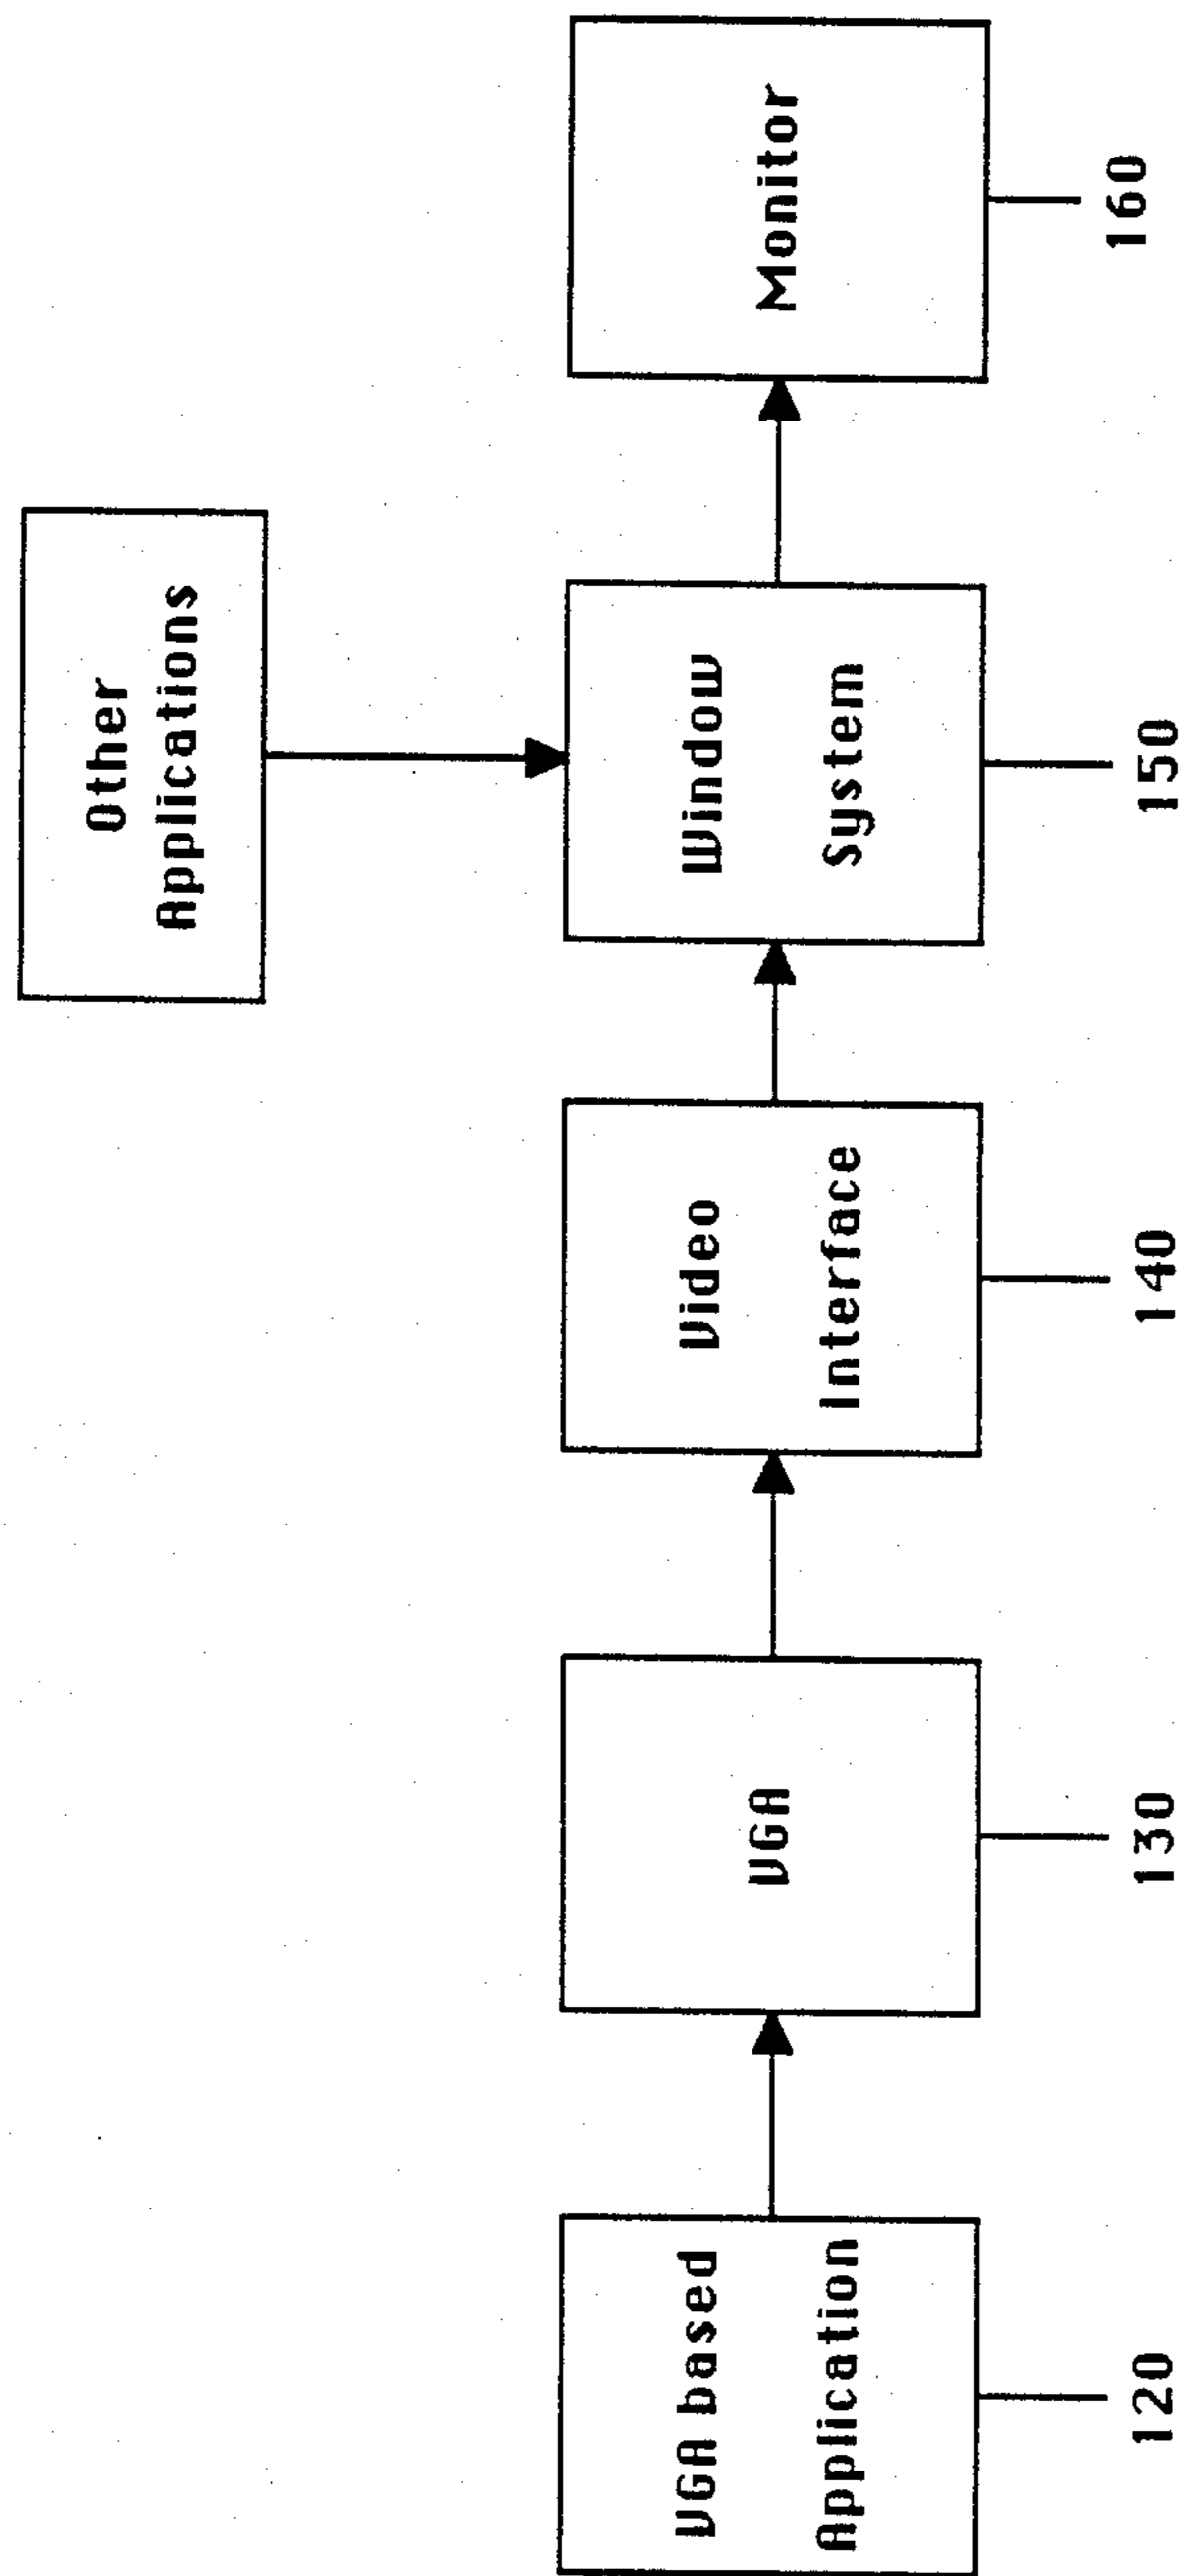 Other
Applications
VGA based
Application
VGA
Video
Interface
Window
System
Monitor
120
130
140
150
160